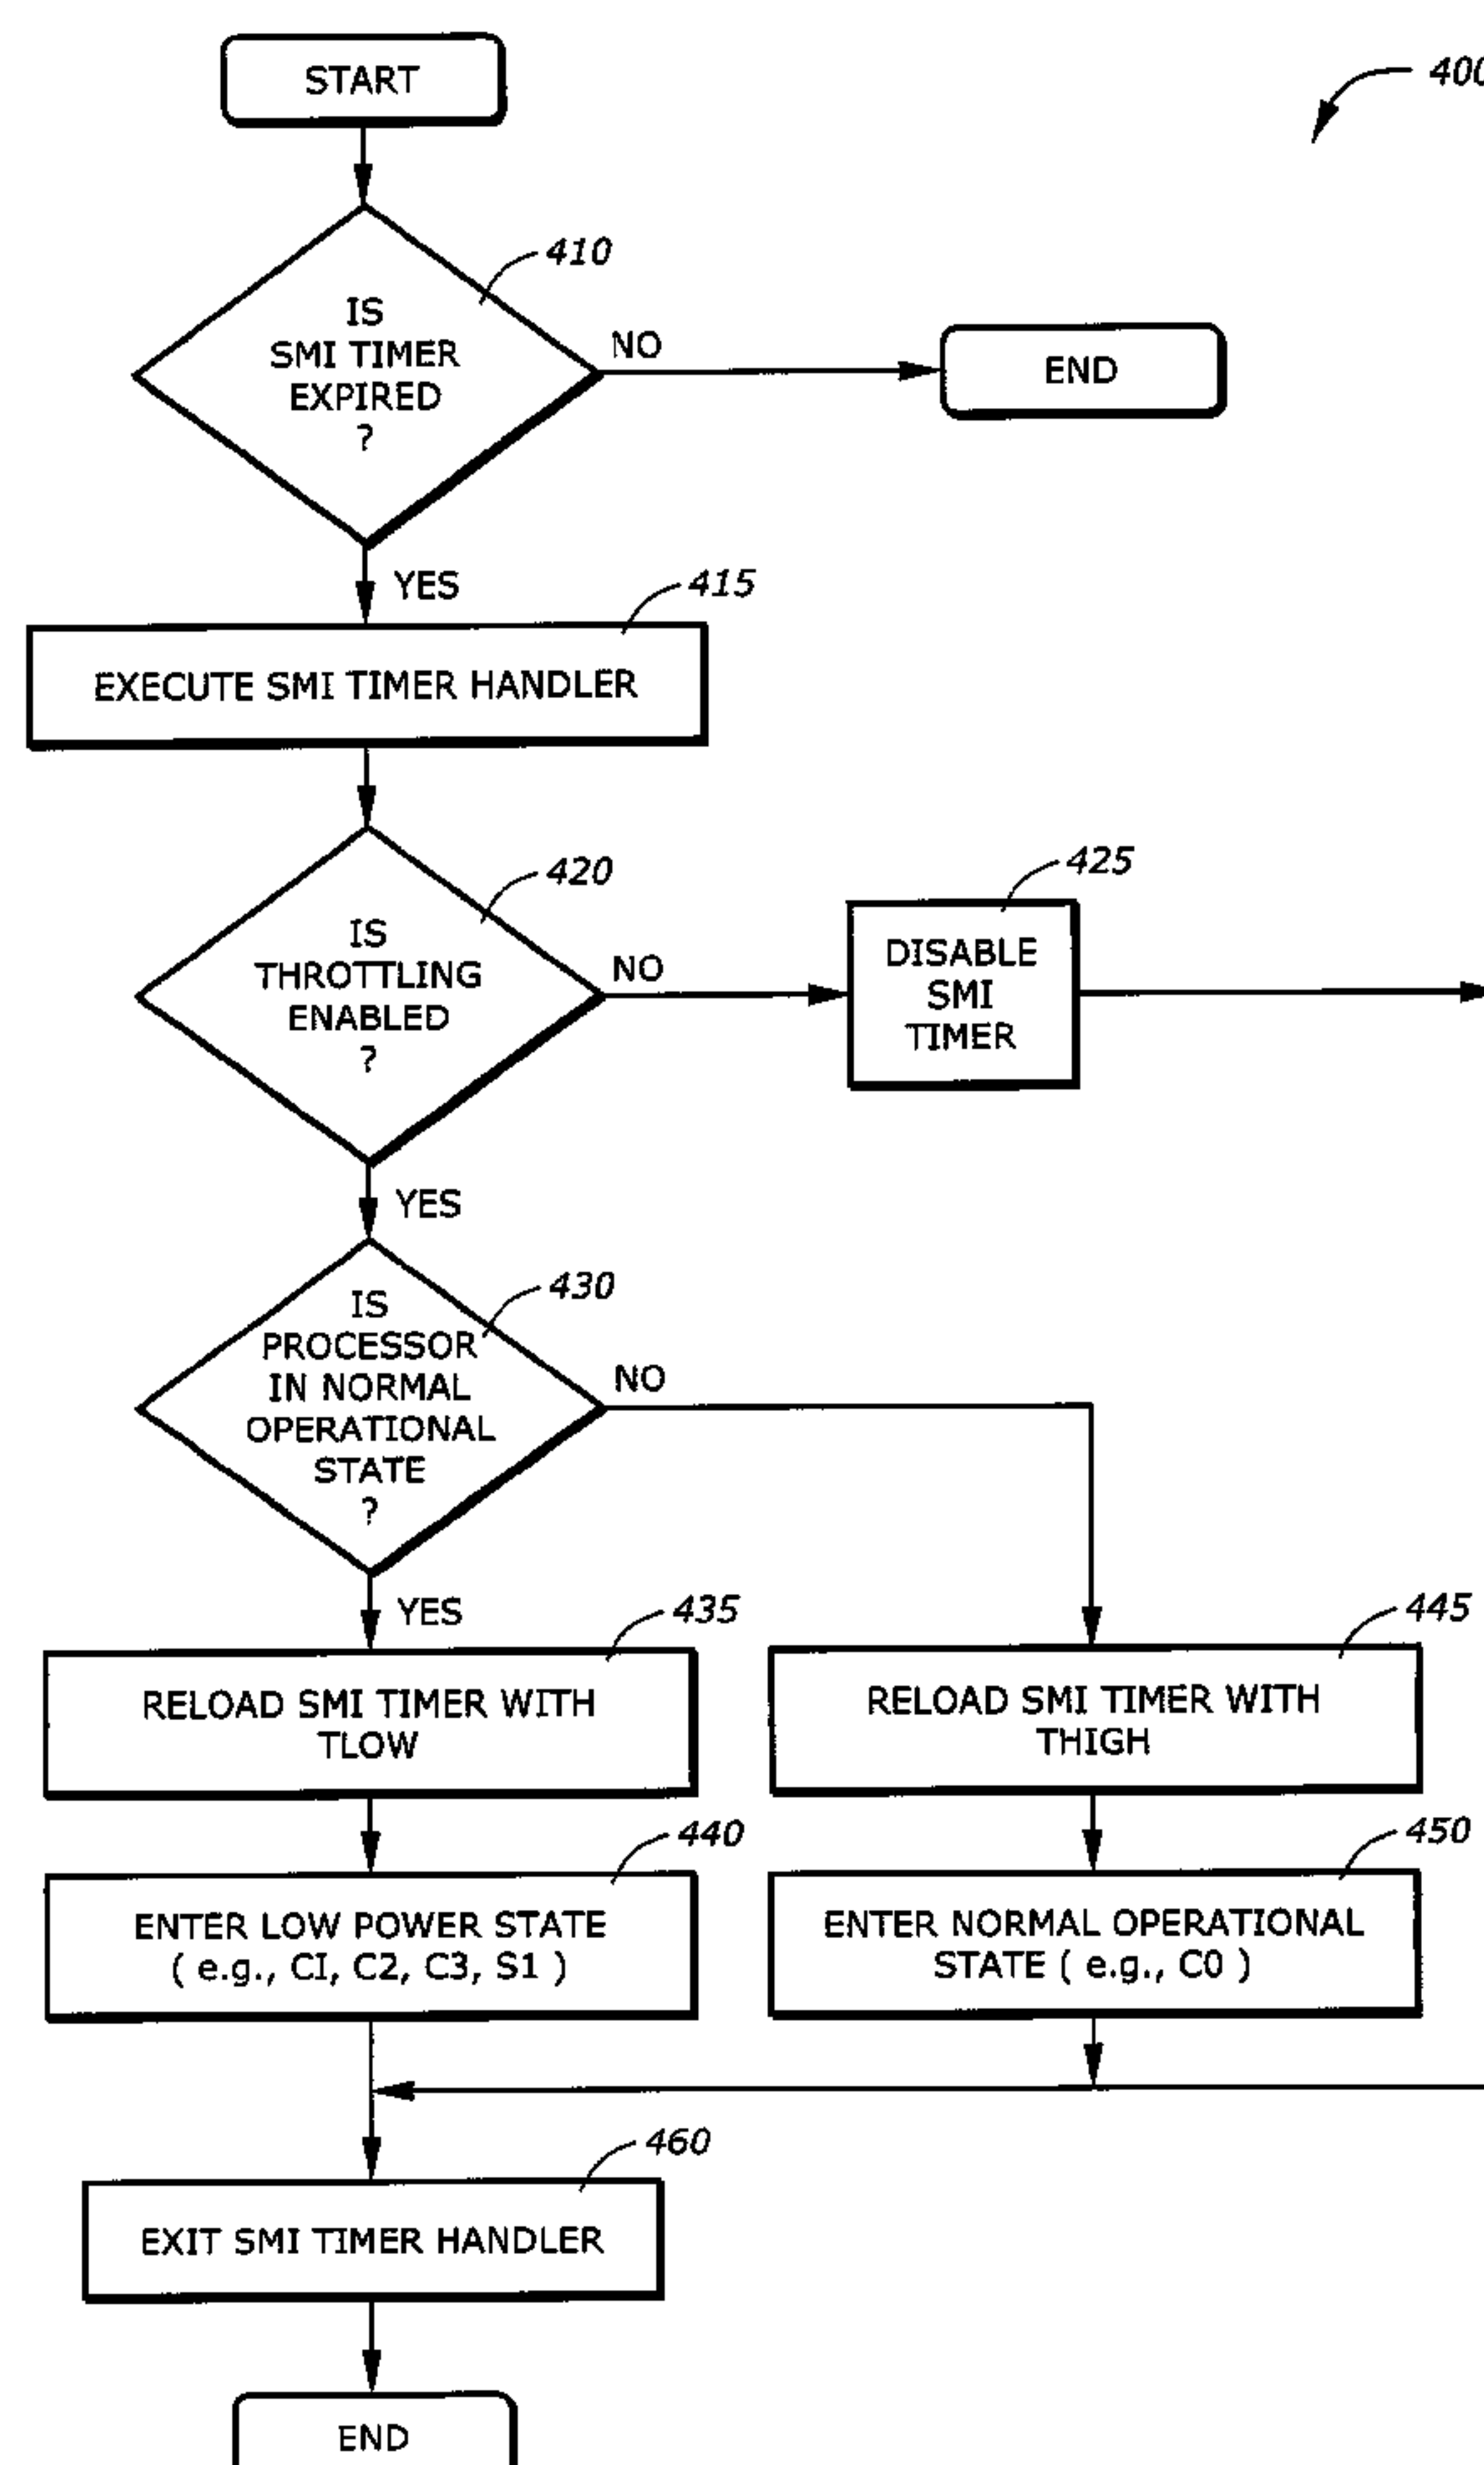 START
400
410
IS
SMI TIMER
EXPIRED
?
NO
END
YES
415
EXECUTE SMI TIMER HANDLER
420
IS
THROTTLING
ENABLED
?
NO
425
DISABLE
SMI
TIMER
YES
430
IS
PROCESSOR
IN NORMAL
OPERATIONAL
STATE
?
NO
YES
435
RELOAD SMI TIMER WITH
TLOW
445
RELOAD SMI TIMER WITH
THIGH
440
ENTER LOW POWER STATE
( e.g., CI, C2, C3, S1 )
450
ENTER NORMAL OPERATIONAL
STATE ( e.g., C0 )
460
EXIT SMI TIMER HANDLER
END